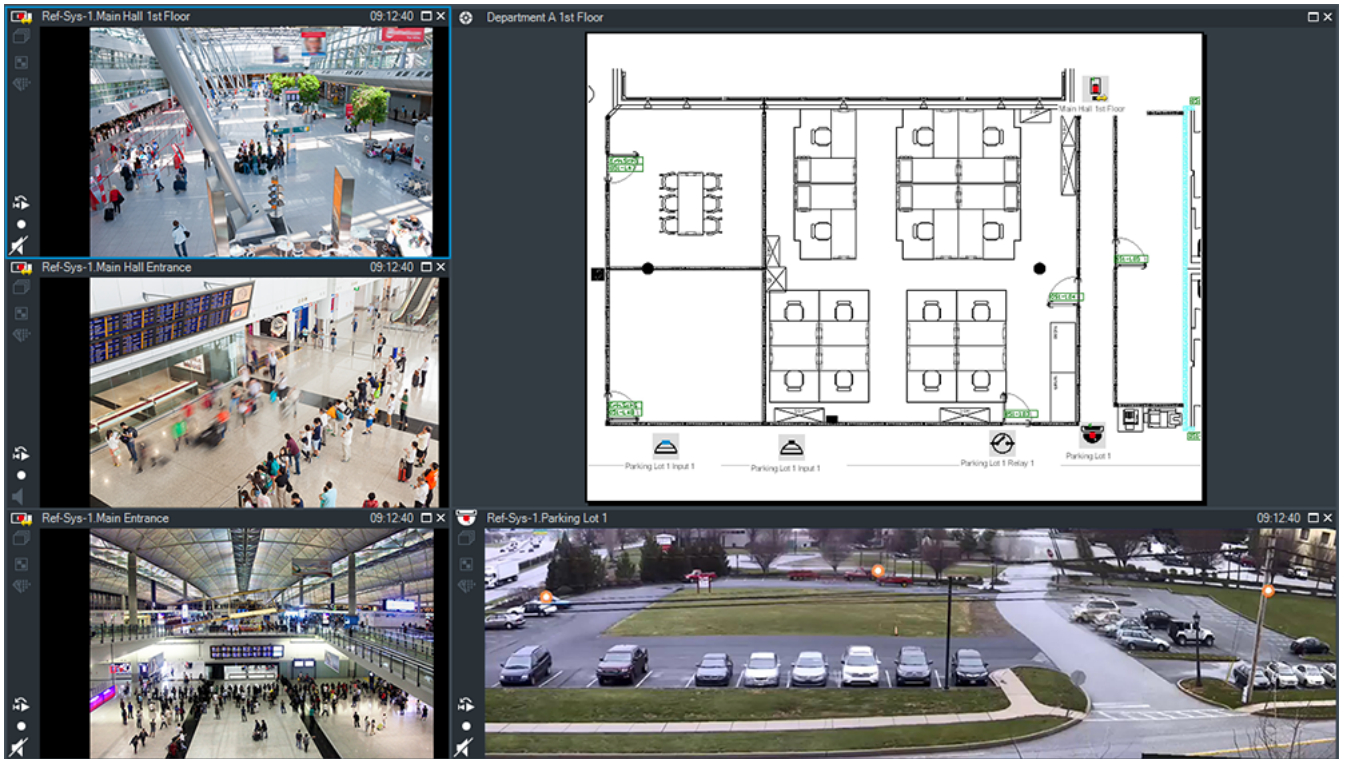 Ref-Sys-1.Main Hall 1st Floor 09:12:40
Department A 1st Floor
Main Hall 1st Floor
Parking Lot 1 Input 1
Parking Lot 1 Input 1
Parking Lot 1 Relay 1
Parking Lot 1
Ref-Sys-1.Main Hall Entrance 09:12:40
Ref-Sys-1.Main Entrance 09:12:40
Ref-Sys-1.Parking Lot 1 09:12:40